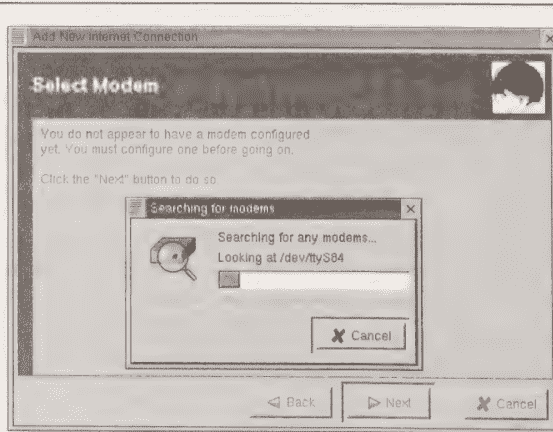 Add New Internet Connection
Select Modem
You do not appear to have a modem configured
yet. You must configure one before going on.
Click the "Next" button to do so
Searching for modems
Searching for any modems...
Looking at /dev/ttyS84
Cancel
Back
Next
Cancel